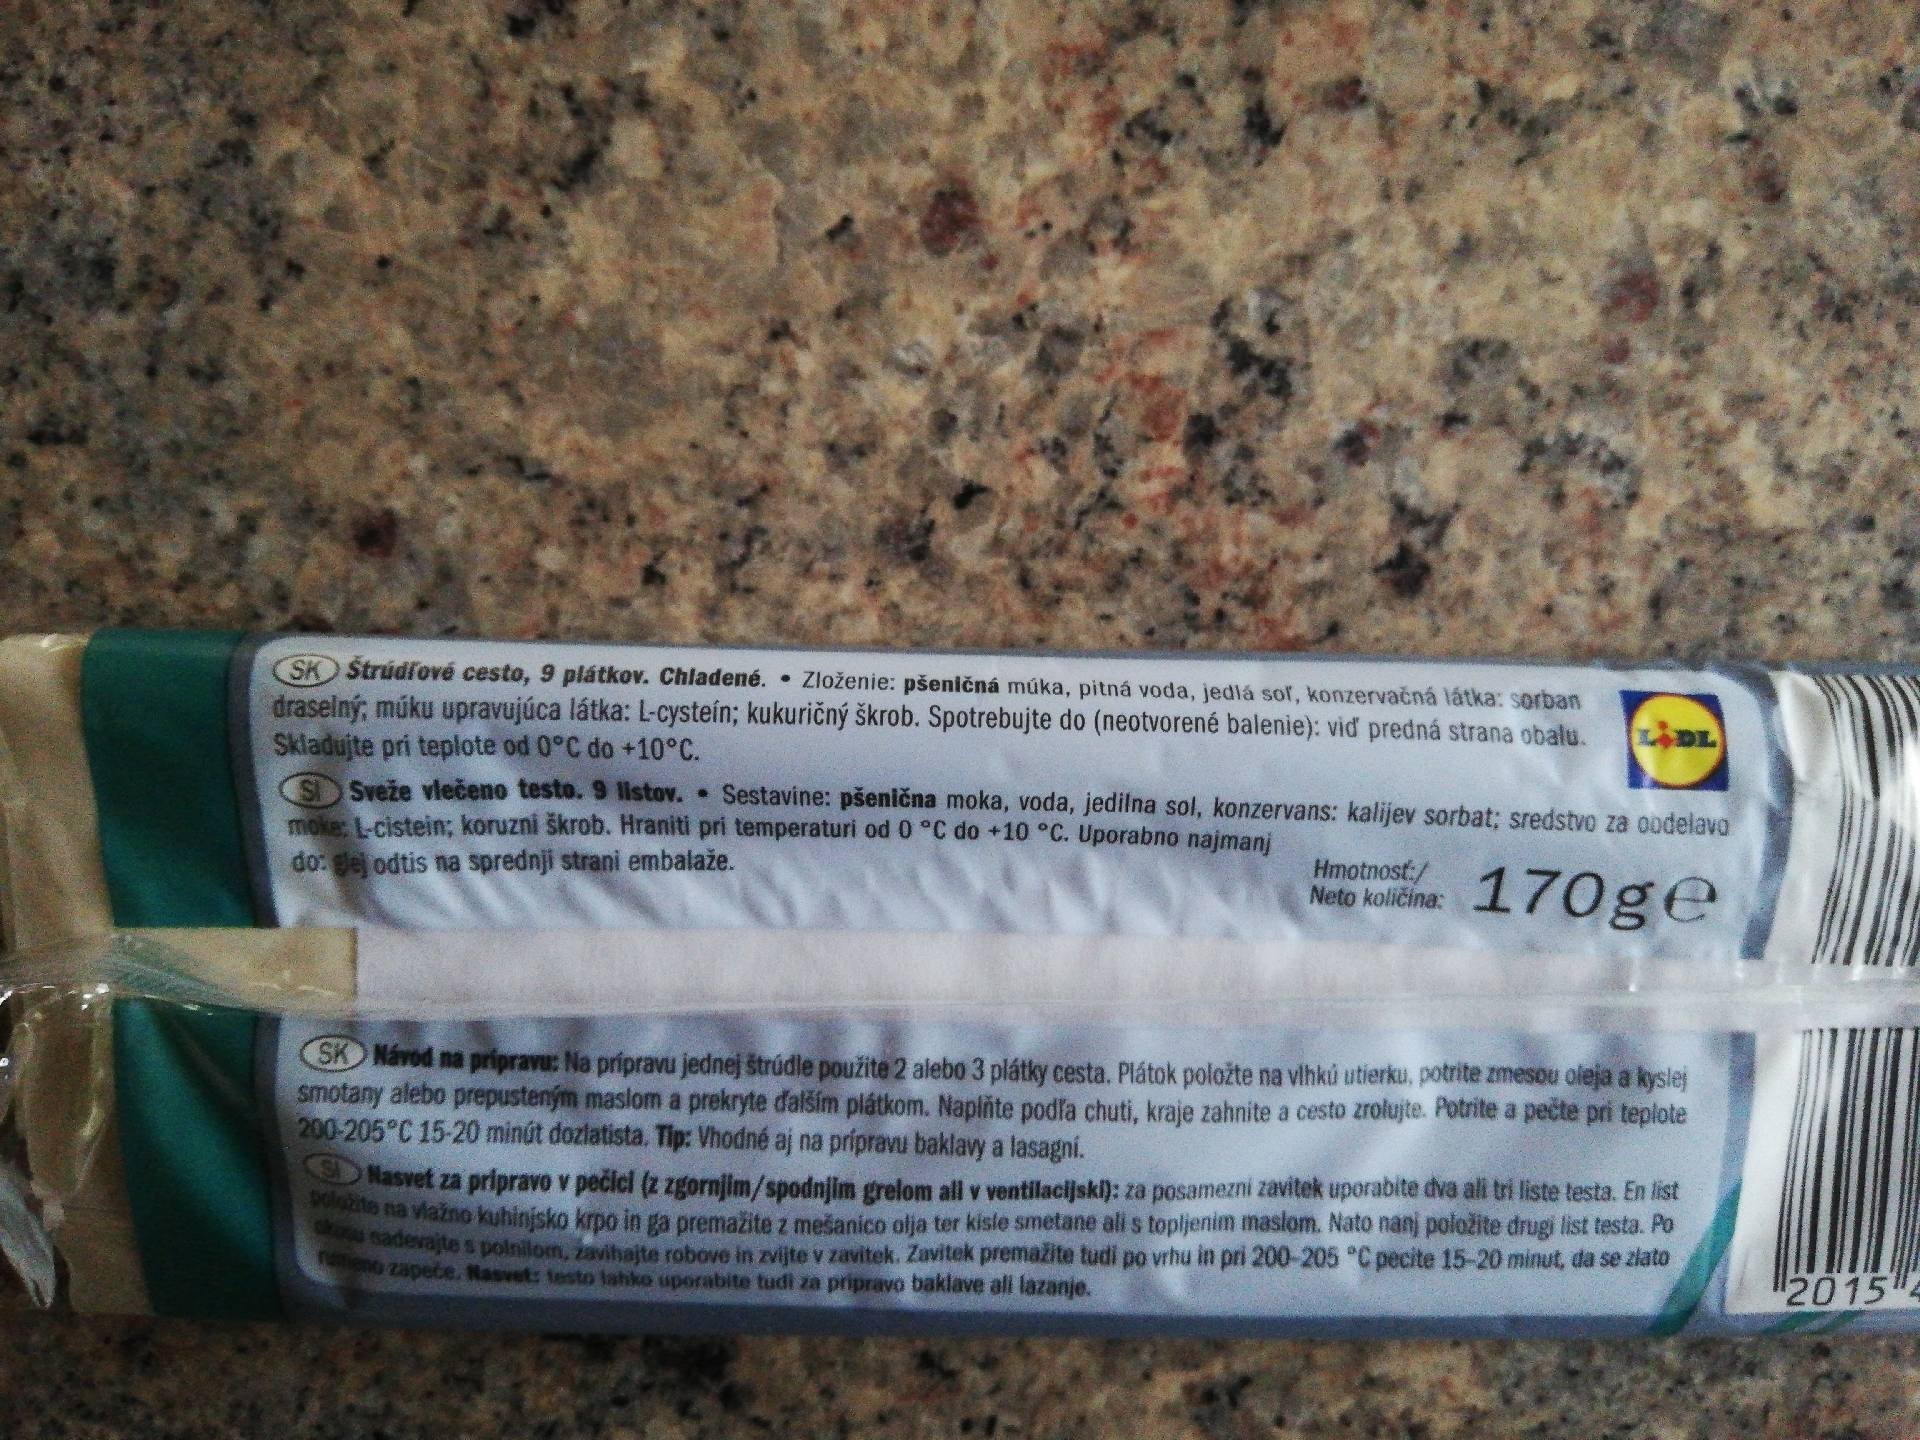 SK Štrúdľové cesto, 9 plátkov. Chladené. • Zloženie: pšeničná múka, pitná voda, jedlá soľ, konzervačná látka: sorban
draselný; múku upravujúca látka: L-cysteín; kukuričný škrob. Spotrebujte do (neotvorené balenie): viď predná strana obalu.
Skladujte pri teplote od 0°C do +10°C.
LIDL
SI Sveže vlečeno testo. 9 listov. • Sestavine: pšenična moka, voda, jedilna sol, konzervans: kalijev sorbat; sredstvo za oodelavo
moke: L-cistein; koruzni škrob. Hraniti pri temperaturi od 0 °C do +10 °C. Uporabno najmanj
do: glej odtis na sprednji strani embalaže.
Hmotnosť:/
Neto količina: 170g e
SK Návod na prípravu: Na prípravu jednej štrúdle použite 2 alebo 3 plátky cesta. Plátok položte na vlhkú utierku, potrite zmesou oleja a kyslej
smotany alebo prepusteným maslom a prekryte ďalším plátkom. Naplňte podľa chuti, kraje zahnite a cesto zrolujte. Potrite a pečte pri teplote
200-205°C 15-20 minút dozlatista. Tip: Vhodné aj na prípravu baklavy a lasagní.
SI Nasvet za pripravo v pečici (z zgornjim/spodnjim grelom ali v ventilacijski): za posamezni zavitek uporabite dva ali tri liste testa. En list
položite na vlažno kuhinjsko krpo in ga premažite z mešanico olja ter kisle smetane ali s topljenim maslom. Nato nanj položite drugi list testa. Po
okusu nadevajte s polnilom, zavihajte robove in zvijte v zavitek. Zavitek premažite tudi po vrhu in pri 200-205 °C pecite 15-20 minut, da se zlato
rumeno zapeče. Nasvet: testo lahko uporabite tudi za pripravo baklave ali lazanje.
2015 4